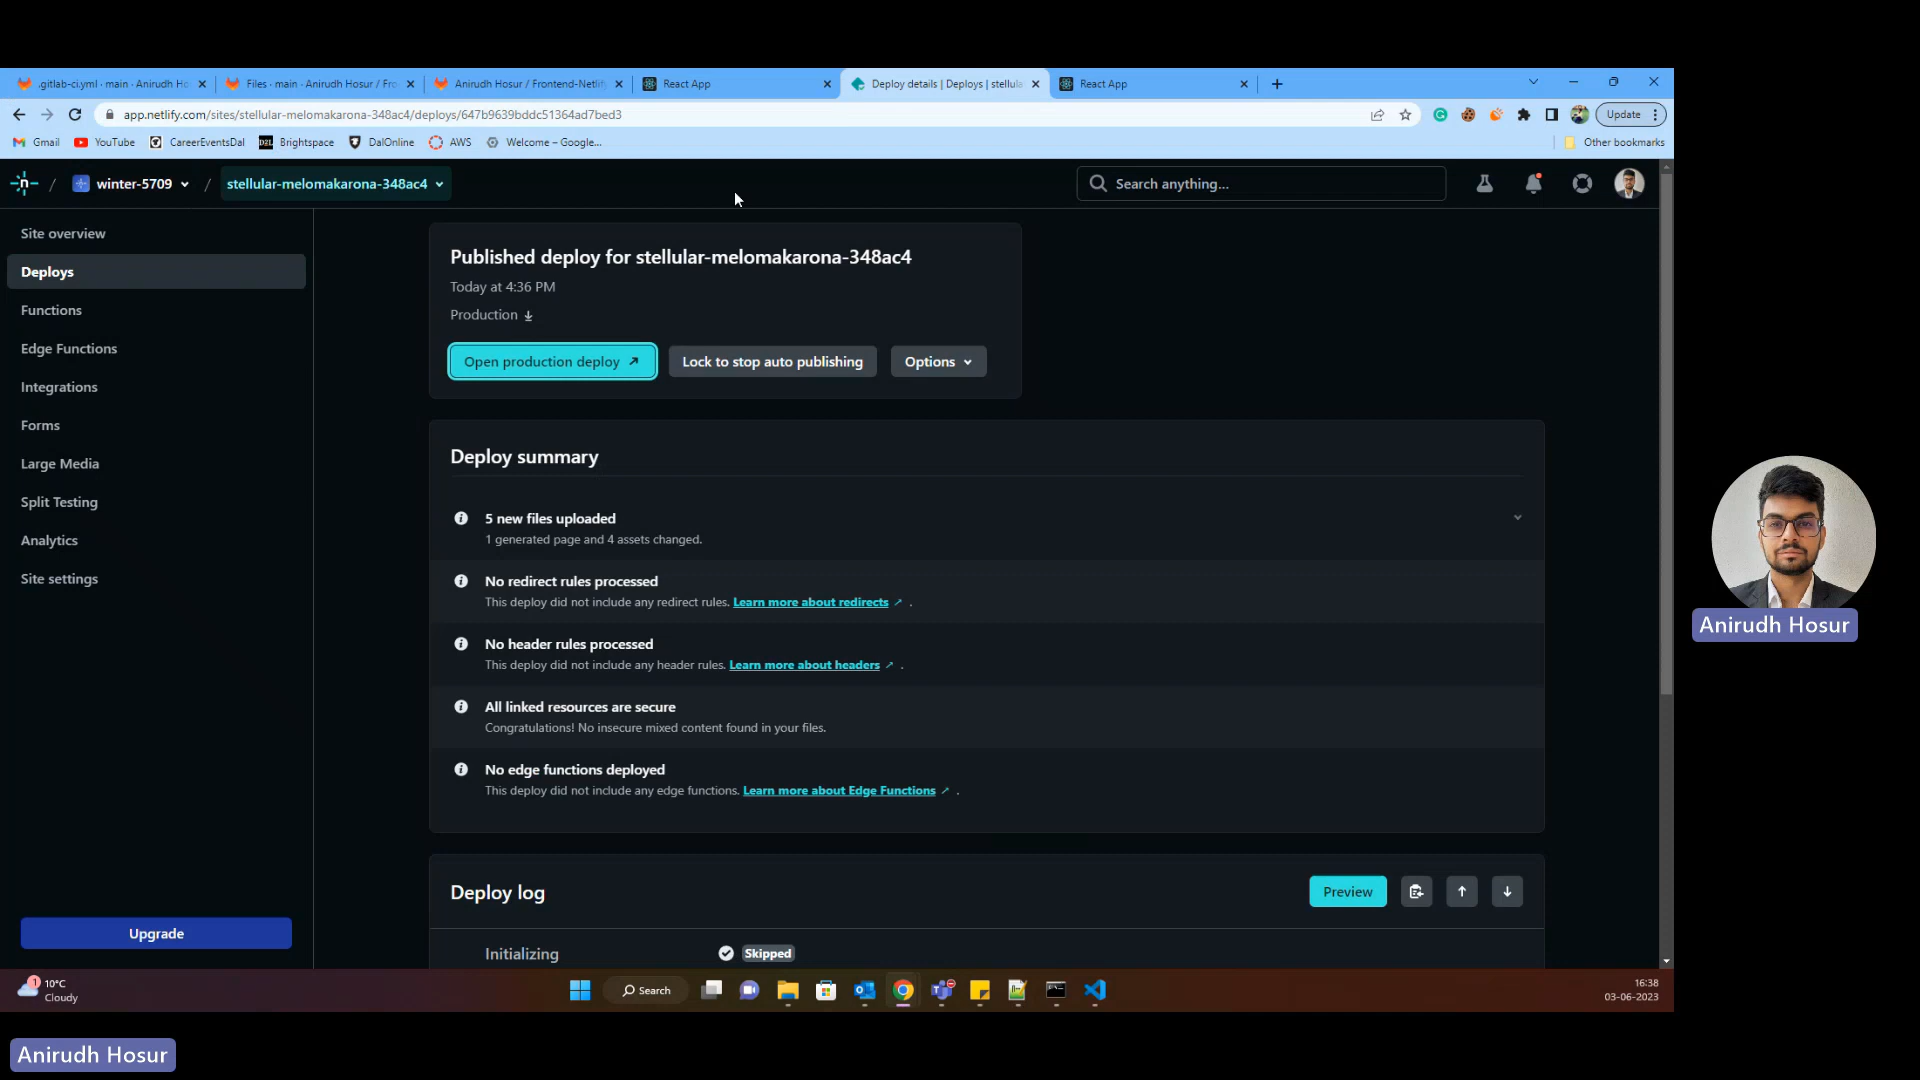 .gitlab-ci.yml · main · Anirudh Ho
Files · main · Anirudh Hosur / Fro
Anirudh Hosur / Frontend-Netlify
React App
Deploy details | Deploys | stellula
React App
app.netlify.com/sites/stellular-melomakarona-348ac4/deploys/647b9639bddc51364ad7bed3
Update
Gmail
YouTube
CareerEventsDal
Brightspace
DalOnline
AWS
Welcome – Google...
Other bookmarks
/ winter-5709 / stellular-melomakarona-348ac4
Search anything...
Site overview
Deploys
Functions
Edge Functions
Integrations
Forms
Large Media
Split Testing
Analytics
Site settings
Upgrade
Published deploy for stellular-melomakarona-348ac4
Today at 4:36 PM
Production
Open production deploy
Lock to stop auto publishing
Options
Deploy summary
5 new files uploaded
1 generated page and 4 assets changed.
No redirect rules processed
This deploy did not include any redirect rules. Learn more about redirects .
No header rules processed
This deploy did not include any header rules. Learn more about headers .
All linked resources are secure
Congratulations! No insecure mixed content found in your files.
No edge functions deployed
This deploy did not include any edge functions. Learn more about Edge Functions .
Deploy log
Preview
Initializing
Skipped
Anirudh Hosur
1
10°C
Cloudy
Search
16:38
03-06-2023
Anirudh Hosur